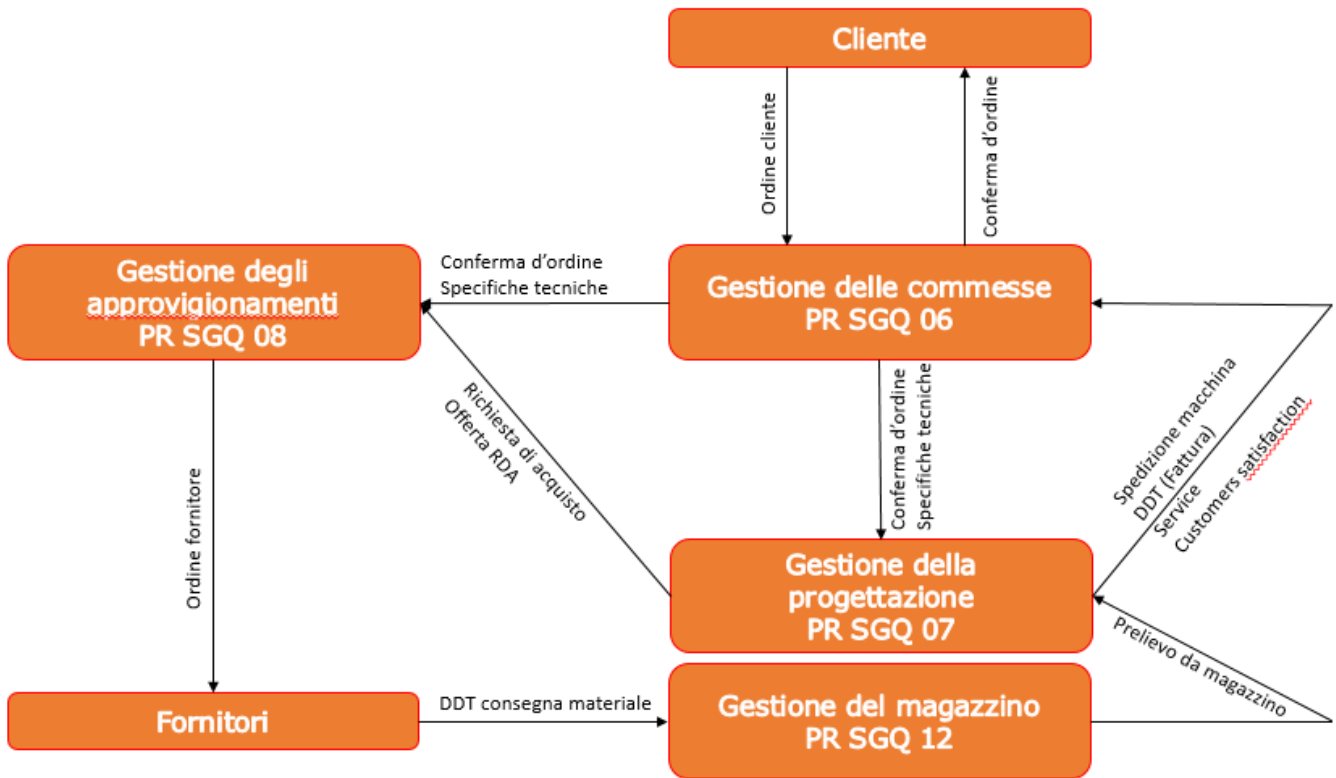 Cliente
Ordine cliente
Conferma d'ordine
Gestione degli
approvigionamenti
PR SGQ 08
Conferma d'ordine
Specifiche tecniche
Gestione delle commesse
PR SGQ 06
Richiesta di acquisto
Offerta RDA
Conferma d'ordine
Specifiche tecniche
Spedizione macchina
DDT (Fattura)
Service
Customers satisfaction
Ordine fornitore
Gestione della
progettazione
PR SGQ 07
Prelievo da magazzino
Fornitori
DDT consegna materiale
Gestione del magazzino
PR SGQ 12